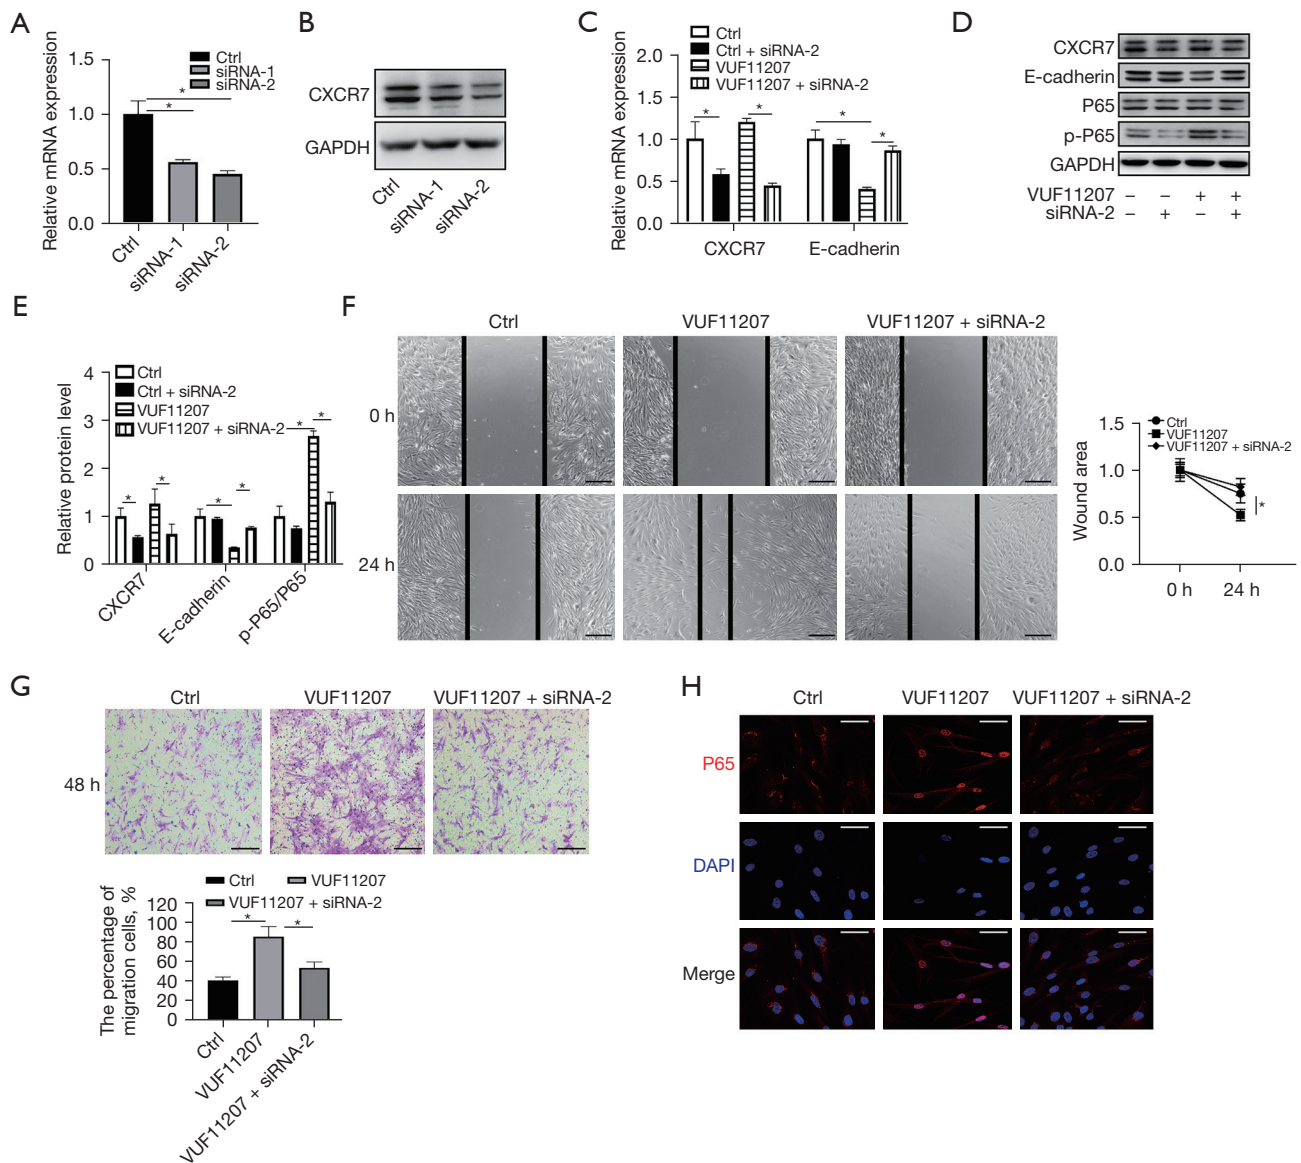 A
Relative mRNA expression
1.5
1.0
0.5
0.0
Ctrl
siRNA-1
siRNA-2
*
*
Ctrl
siRNA-1
siRNA-2
B
CXCR7
GAPDH
Ctrl
siRNA-1
siRNA-2
C
Relative mRNA expression
2.0
1.5
1.0
0.5
0.0
Ctrl
Ctrl + siRNA-2
VUF11207
VUF11207 + siRNA-2
*
*
*
*
CXCR7
E-cadherin
D
CXCR7
E-cadherin
P65
p-P65
GAPDH
VUF11207 – – + +
siRNA-2 – + – +
E
Relative protein level
4
3
2
1
0
Ctrl
Ctrl + siRNA-2
VUF11207
VUF11207 + siRNA-2
*
*
*
*
*
*
CXCR7
E-cadherin
p-P65/P65
F
Ctrl
VUF11207
VUF11207 + siRNA-2
0 h
24 h
Wound area
1.5
1.0
0.5
0.0
Ctrl
VUF11207
VUF11207 + siRNA-2
*
0 h
24 h
G
Ctrl
VUF11207
VUF11207 + siRNA-2
48 h
The percentage of
migration cells, %
120
100
80
60
40
20
0
Ctrl
VUF11207
VUF11207 + siRNA-2
*
*
Ctrl
VUF11207
VUF11207 + siRNA-2
H
Ctrl
VUF11207
VUF11207 + siRNA-2
P65
DAPI
Merge